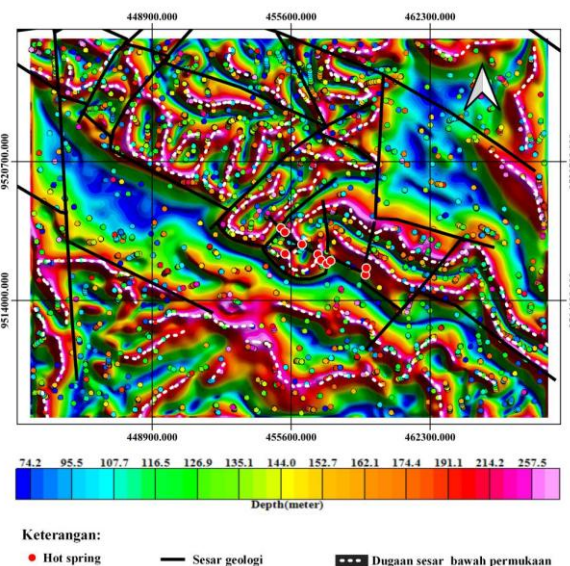 448900.000 455600.000 462300.000
9520700.000
9514000.000
448900.000 455600.000 462300.000
74.2 95.5 107.7 116.5 126.9 135.1 144.0 152.7 162.1 174.4 191.1 214.2 257.5
Depth(meter)
Keterangan:
Hot spring Sesar geologi Dugaan sesar bawah permukaan